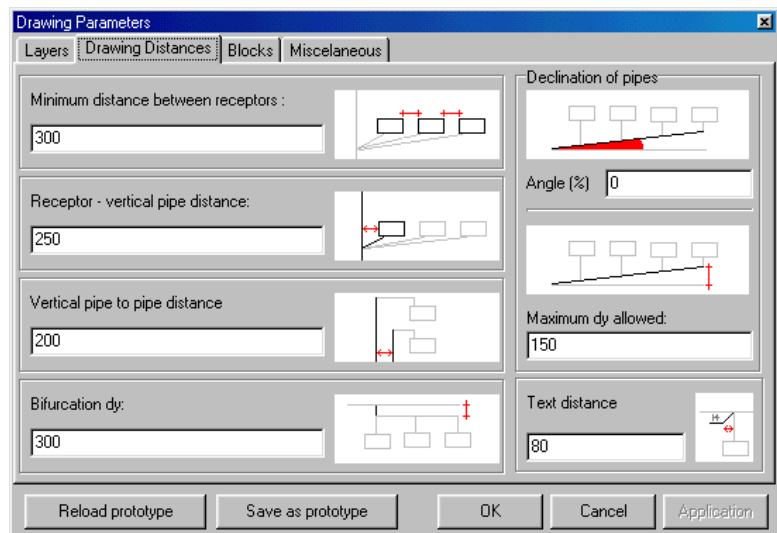 Drawing Parameters
Layers Drawing Distances Blocks Miscelaneous
Minimum distance between receptors :
300
Receptor - vertical pipe distance:
250
Vertical pipe to pipe distance
200
Bifurcation dy:
300
Declination of pipes
Angle (%) 0
Maximum dy allowed:
150
Text distance
80
Reload prototype Save as prototype OK Cancel Application